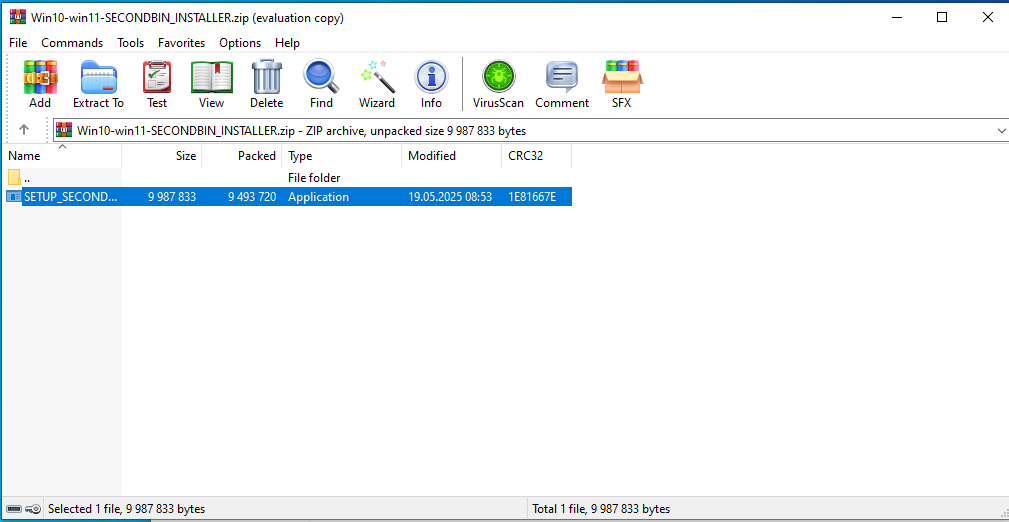 Win10-win11-SECONDBIN_INSTALLER.zip (evaluation copy)
File Commands Tools Favorites Options Help
Add Extract To Test View Delete Find Wizard Info VirusScan Comment SFX
Win10-win11-SECONDBIN_INSTALLER.zip - ZIP archive, unpacked size 9 987 833 bytes
Name Size Packed Type Modified CRC32
.. File folder
SETUP_SECOND... 9 987 833 9 493 720 Application 19.05.2025 08:53 1E81667E
Selected 1 file, 9 987 833 bytes Total 1 file, 9 987 833 bytes